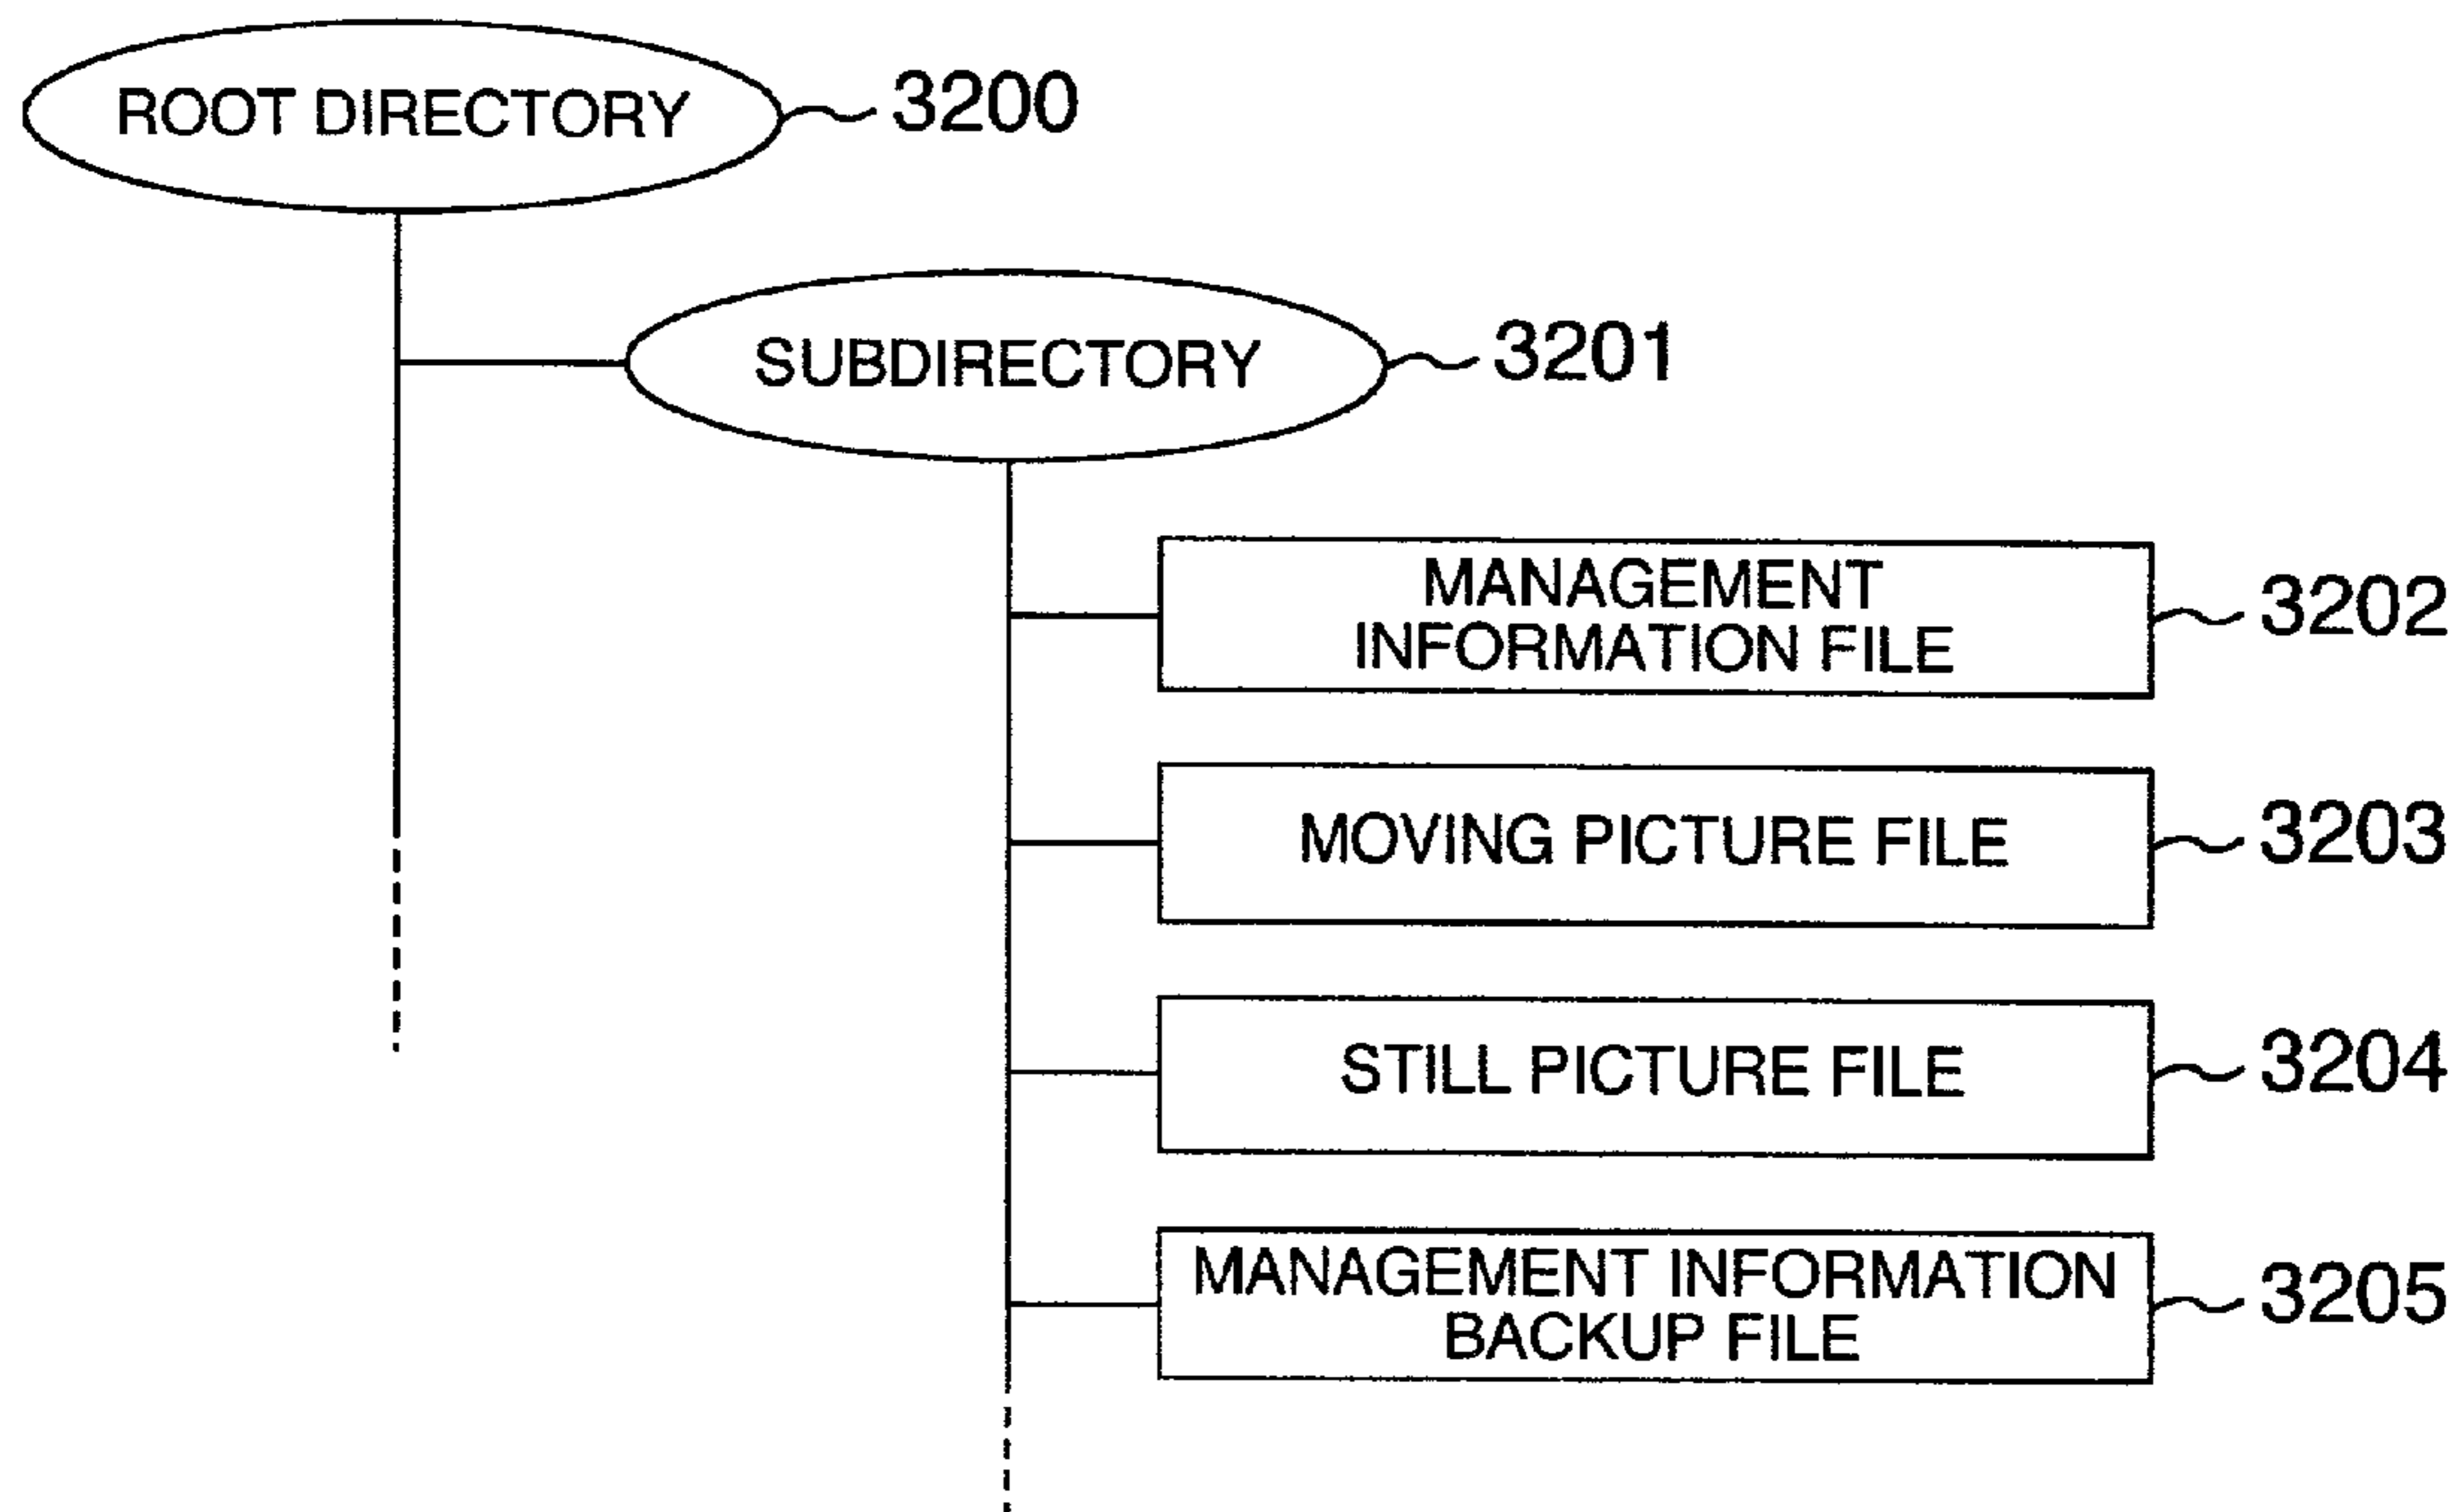 ROOT DIRECTORY 3200
SUBDIRECTORY 3201
MANAGEMENT
INFORMATION FILE 3202
MOVING PICTURE FILE 3203
STILL PICTURE FILE 3204
MANAGEMENT INFORMATION
BACKUP FILE 3205